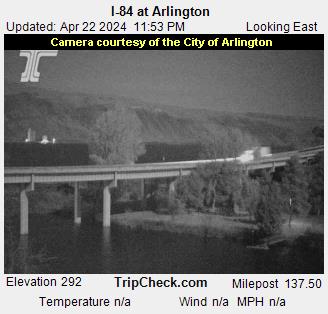 I-84 at Arlington
Updated: Apr 22 2024 11:53 PM Looking East
Camera courtesy of the City of Arlington
Elevation 292 TripCheck.com Milepost 137.50
Temperature n/a Wind n/a MPH n/a